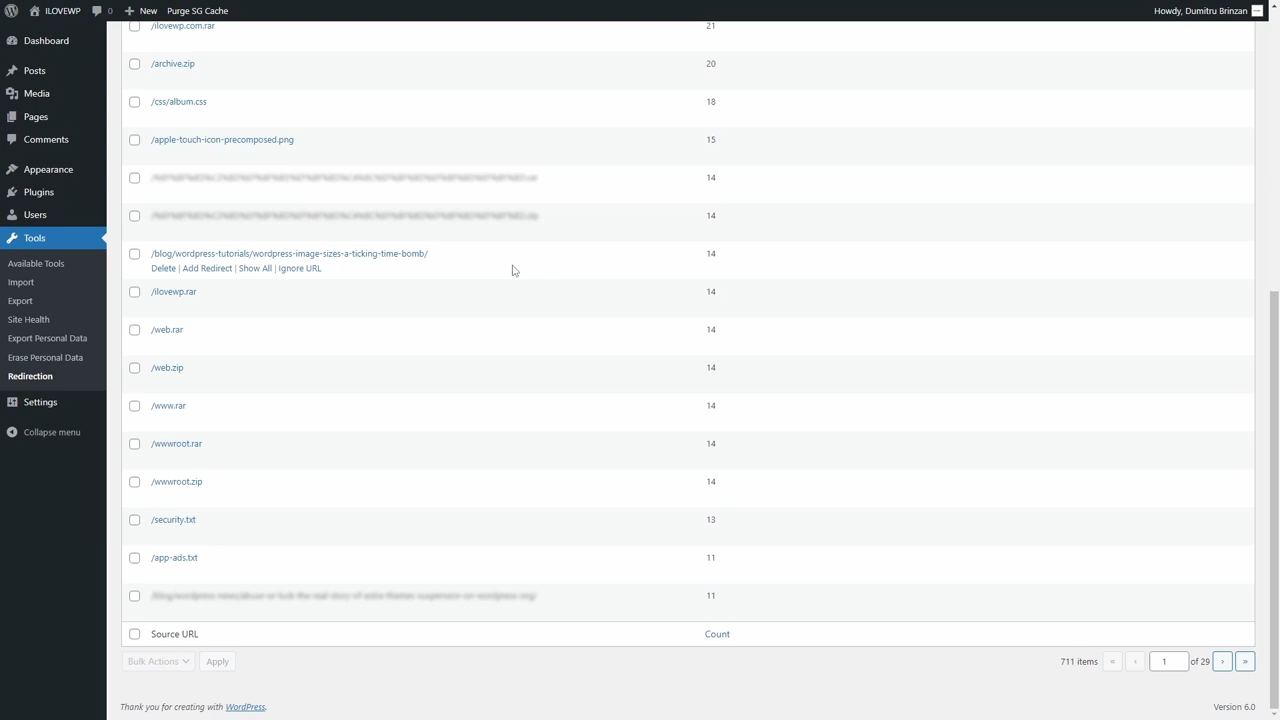 ILOVEWP 0 New Purge SG Cache Howdy, Dumitru Brinzan
Dashboard
Posts
Media
Pages
Comments
Appearance
Plugins
Users
Tools
Available Tools
Import
Export
Site Health
Export Personal Data
Erase Personal Data
Redirection
Settings
Collapse menu
/ilovewp.com.rar 21
/archive.zip 20
/css/album.css 18
/apple-touch-icon-precomposed.png 15
14
14
/blog/wordpress-tutorials/wordpress-image-sizes-a-ticking-time-bomb/ 14
Delete | Add Redirect | Show All | Ignore URL
/ilovewp.rar 14
/web.rar 14
/web.zip 14
/www.rar 14
/wwwroot.rar 14
/wwwroot.zip 14
/security.txt 13
/app-ads.txt 11
11
Source URL Count
Bulk Actions Apply 711 items « ‹ 1 of 29 › »
Thank you for creating with WordPress. Version 6.0